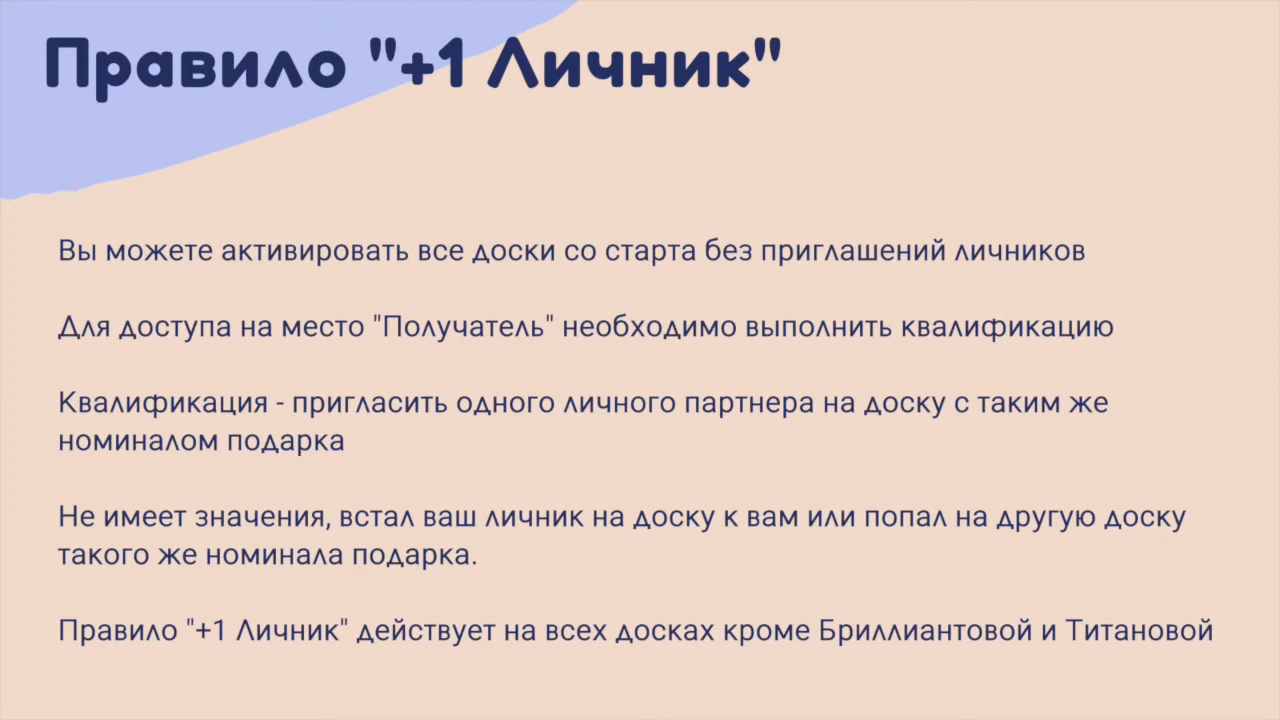 Правило "+1 Личник"
Вы можете активировать все доски со старта без приглашений личников
Для доступа на место "Получатель" необходимо выполнить квалификацию
Квалификация - пригласить одного личного партнера на доску с таким же
номиналом подарка
Не имеет значения, встал ваш личник на доску к вам или попал на другую доску
такого же номинала подарка.
Правило "+1 Личник" действует на всех досках кроме Бриллиантовой и Титановой